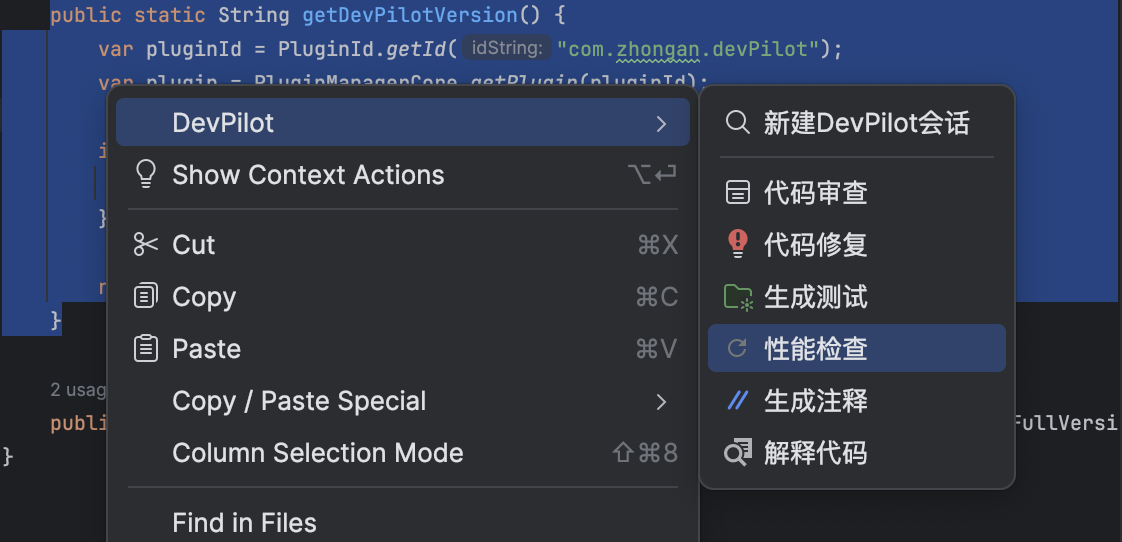 public static String getDevPilotVersion() {
var pluginId = PluginId.getId( idString: "com.zhongan.devPilot");
var plugin = PluginManagerCore.getPlugin(pluginId);
i
}
r
}
2 usag
publi
FullVersi
}
DevPilot
Show Context Actions ⌥↵
Cut ⌘X
Copy ⌘C
Paste ⌘V
Copy / Paste Special
Column Selection Mode ⇧⌘8
Find in Files
新建DevPilot会话
代码审查
代码修复
生成测试
性能检查
生成注释
解释代码